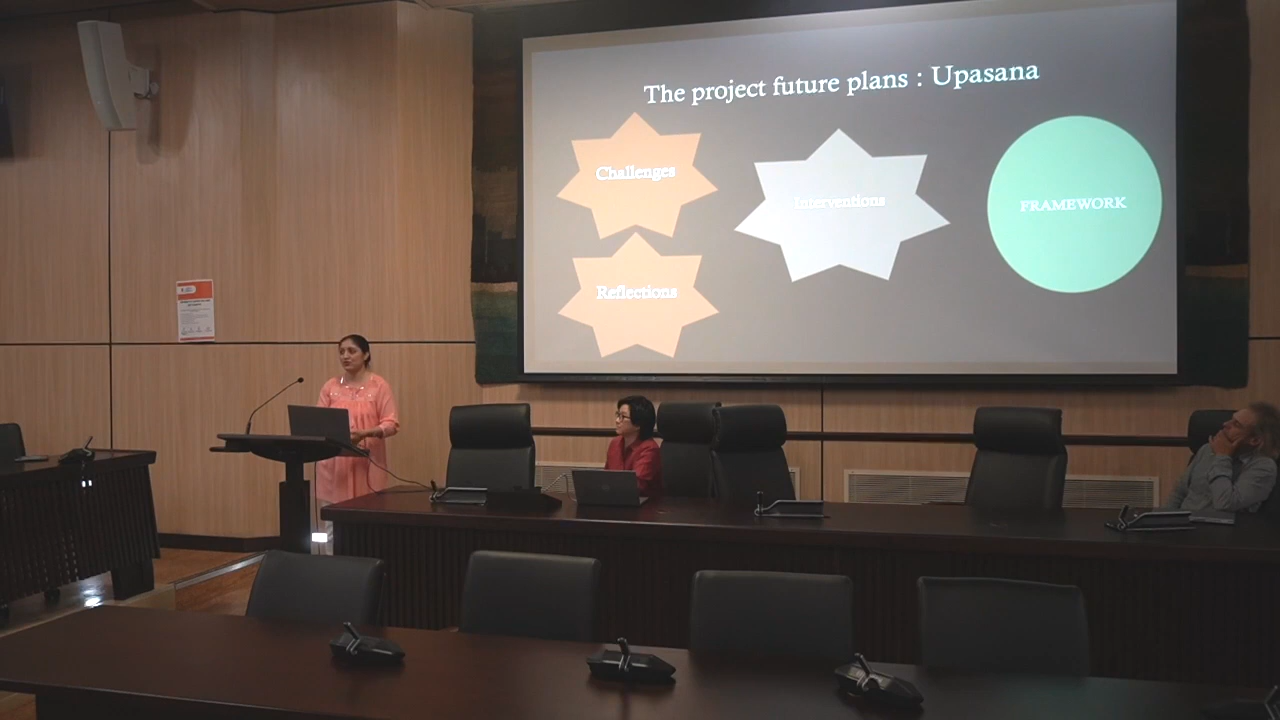 The project future plans : Upasana
Challenges
Interventions
FRAMEWORK
Reflections